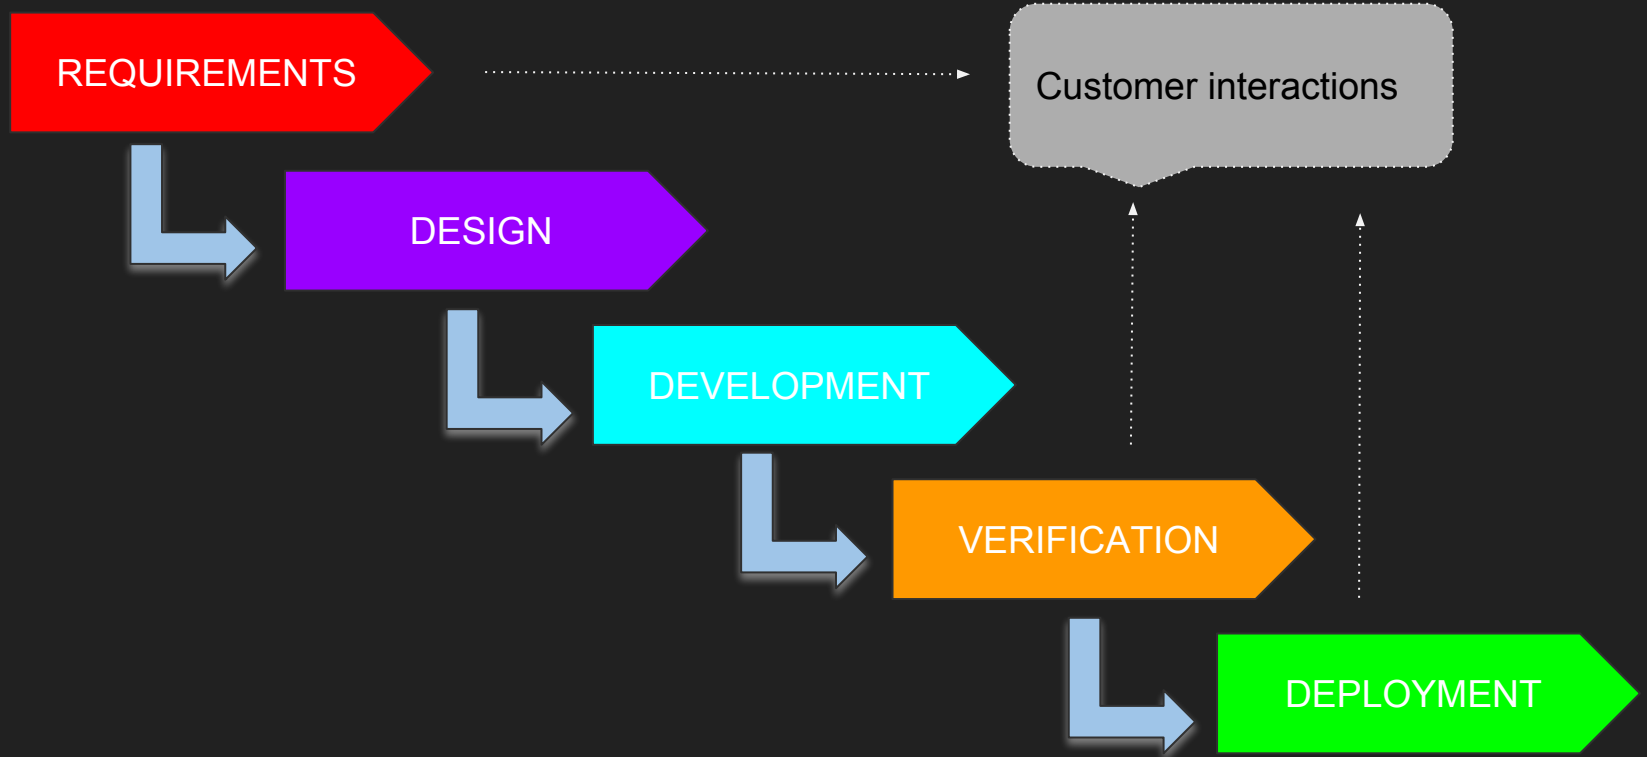 REQUIREMENTS
Customer interactions
DESIGN
DEVELOPMENT
VERIFICATION
DEPLOYMENT